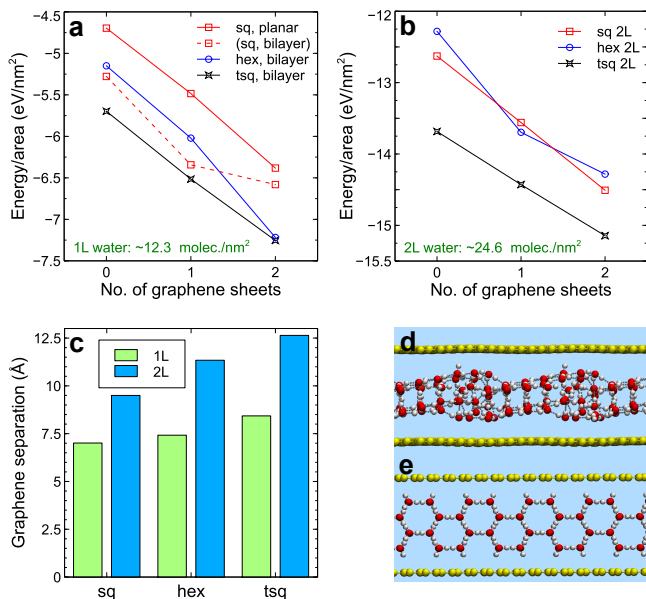 a
sq, planar
(sq, bilayer)
hex, bilayer
tsq, bilayer
Energy/area (eV/nm²)
−4.5
−5
−5.5
−6
−6.5
−7
−7.5
1L water: ~12.3 molec./nm²
0
1
2
No. of graphene sheets
b
sq 2L
hex 2L
tsq 2L
Energy/area (eV/nm²)
−12
−13
−14
−15
−15.5
2L water: ~24.6 molec./nm²
0
1
2
No. of graphene sheets
c
1L
2L
Graphene separation (Å)
12.5
10
7.5
5
2.5
0
sq
hex
tsq
d
e